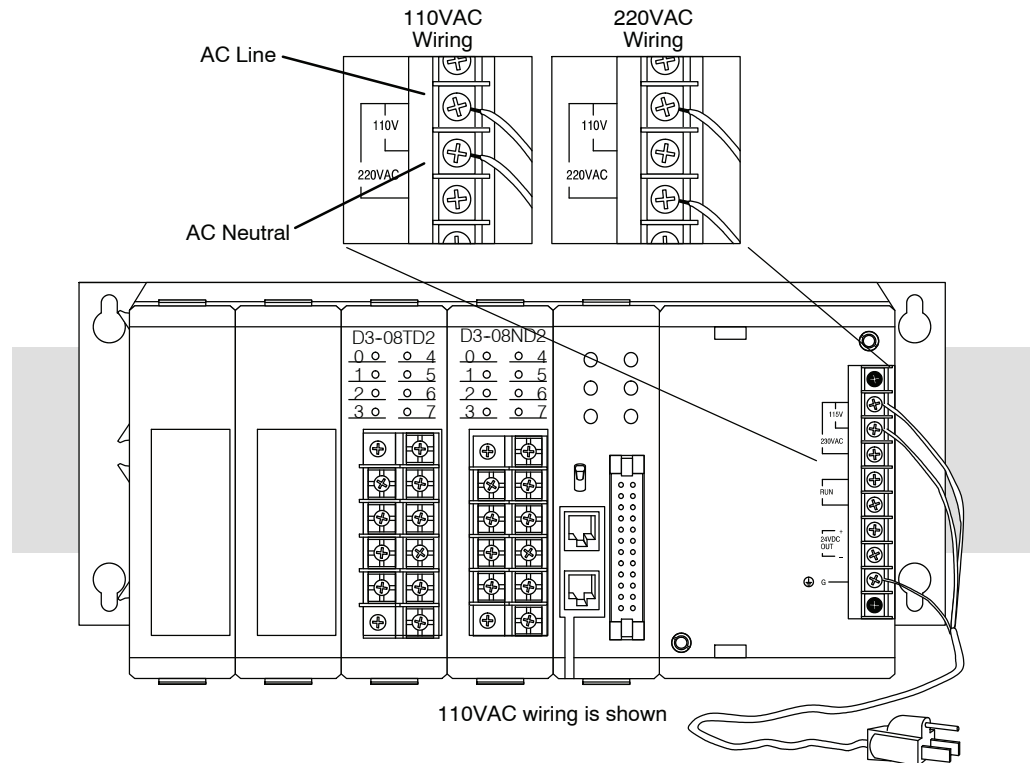 110VAC
Wiring
220VAC
Wiring
AC Line
110V
220VAC
110V
220VAC
AC Neutral
D3-08TD2
0 4
1 5
2 6
3 7
D3-08ND2
0 4
1 5
2 6
3 7
115V
230VAC
RUN
24VDC
OUT
+
-
G
110VAC wiring is shown